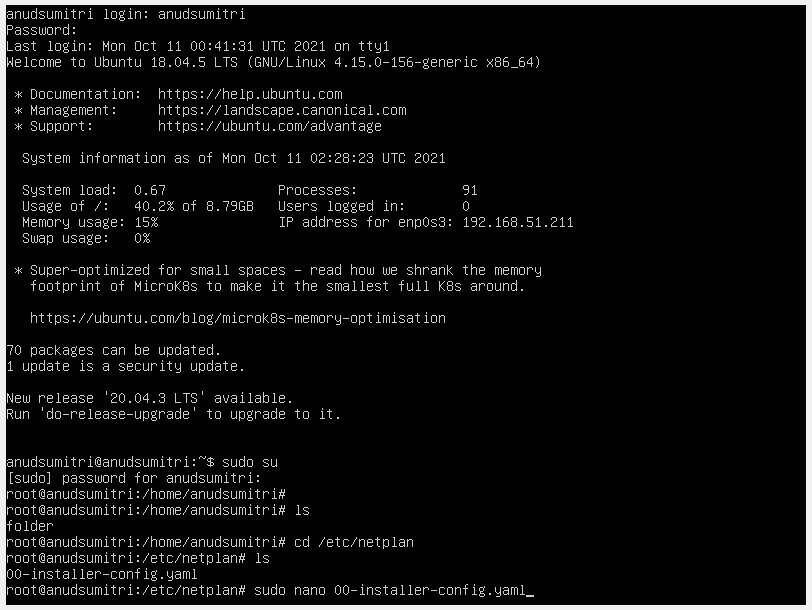 anudsumitri login: anudsumitri
Password:
Last login: Mon Oct 11 00:41:31 UTC 2021 on tty1
Welcome to Ubuntu 18.04.5 LTS (GNU/Linux 4.15.0-156-generic x86_64)

 * Documentation:  https://help.ubuntu.com
 * Management:     https://landscape.canonical.com
 * Support:        https://ubuntu.com/advantage

  System information as of Mon Oct 11 02:28:23 UTC 2021

  System load:  0.67              Processes:             91
  Usage of /:   40.2% of 8.79GB   Users logged in:       0
  Memory usage: 15%               IP address for enp0s3: 192.168.51.211
  Swap usage:   0%

 * Super-optimized for small spaces - read how we shrank the memory
   footprint of MicroK8s to make it the smallest full K8s around.

   https://ubuntu.com/blog/microk8s-memory-optimisation

70 packages can be updated.
1 update is a security update.

New release '20.04.3 LTS' available.
Run 'do-release-upgrade' to upgrade to it.

anudsumitri@anudsumitri:~$ sudo su
[sudo] password for anudsumitri:
root@anudsumitri:/home/anudsumitri#
root@anudsumitri:/home/anudsumitri# ls
folder
root@anudsumitri:/home/anudsumitri# cd /etc/netplan
root@anudsumitri:/etc/netplan# ls
00-installer-config.yaml
root@anudsumitri:/etc/netplan# sudo nano 00-installer-config.yaml_